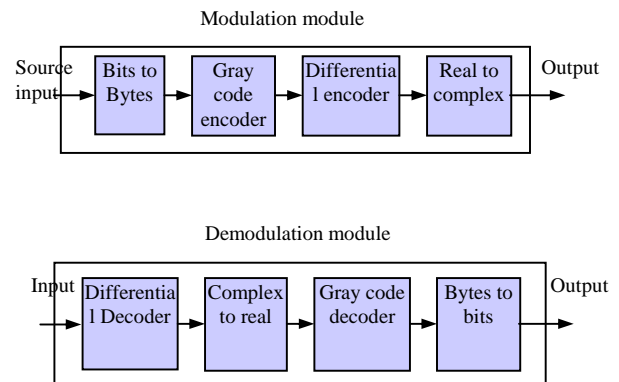 Modulation module
Source
input
Bits to
Bytes
Gray
code
encoder
Differentia
l encoder
Real to
complex
Output
Demodulation module
Input
Differentia
l Decoder
Complex
to real
Gray code
decoder
Bytes to
bits
Output